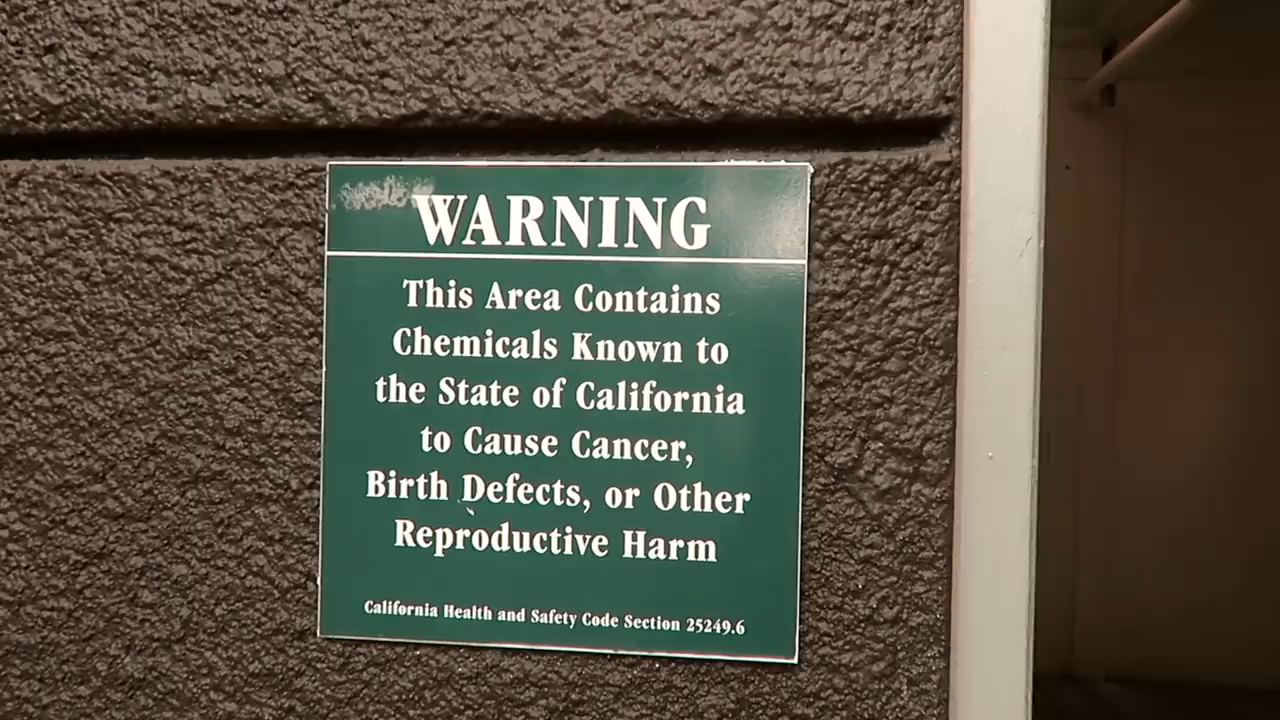 WARNING
This Area Contains
Chemicals Known to
the State of California
to Cause Cancer,
Birth Defects, or Other
Reproductive Harm
California Health and Safety Code Section 25249.6